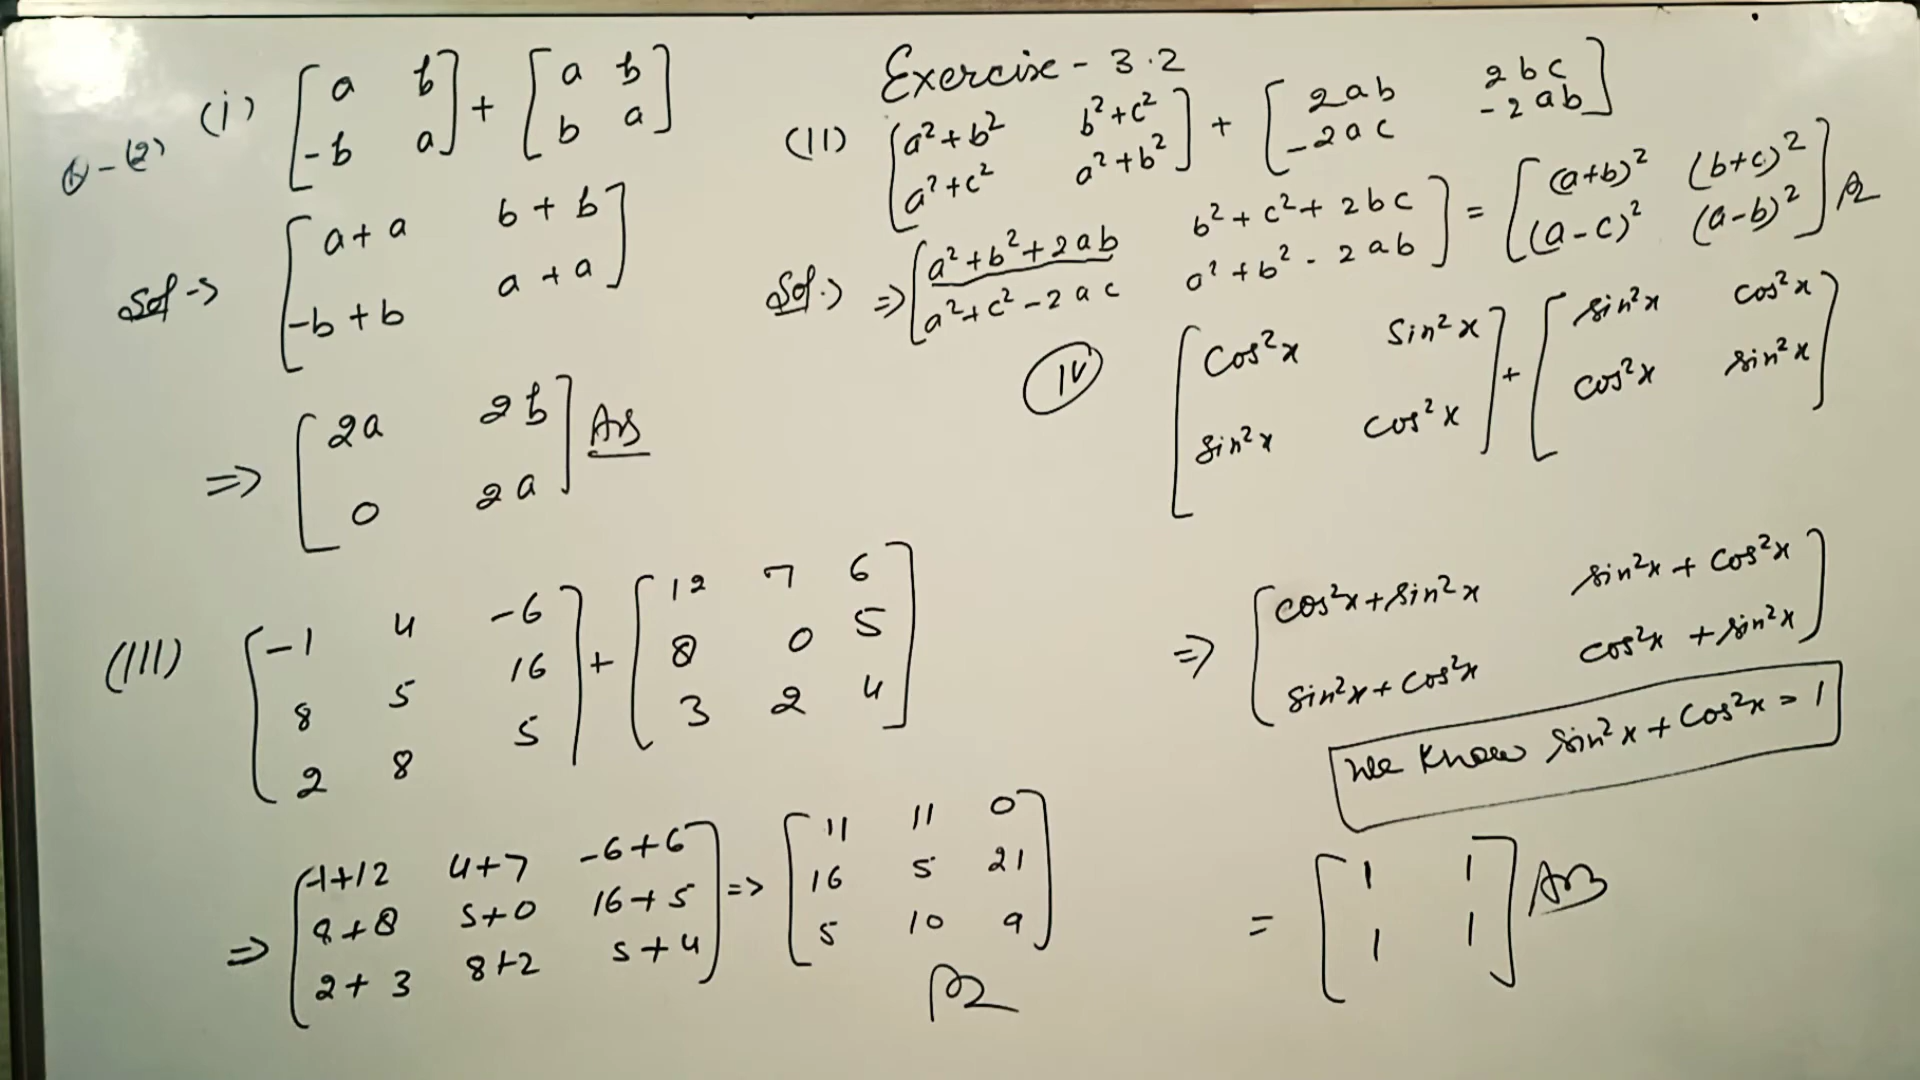 Exercise - 3.2
Q-(2) (i) [a b -b a] + [a b b a]
Sol → [a+a b+b
-b+b a+a]
⇒ [2a 2b
0 2a] Ans
(II) [a²+b² b²+c²
a²+c² a²+b²] + [2ab 2bc
-2ac -2ab]
Sol.⟩ ⇒ [a²+b²+2ab b²+c²+2bc
a²+c²-2ac a²+b²-2ab] = [(a+b)² (b+c)²
(a-c)² (a-b)²]
(III) [-1 4 -6
8 5 16
2 8 5] + [12 7 6
8 0 5
3 2 4]
⇒ [-1+12 4+7 -6+6
8+8 5+0 16+5
2+3 8+2 5+4] ⇒ [11 11 0
16 5 21
5 10 9]
IV [Cos²x Sin²x
Sin²x Cos²x] + [sin²x cos²x
cos²x sin²x]
⇒ [cos²x+sin²x sin²x+cos²x
sin²x+cos²x cos²x+sin²x]
We Know sin²x+Cos²x=1
= [1 1
1 1] Ans